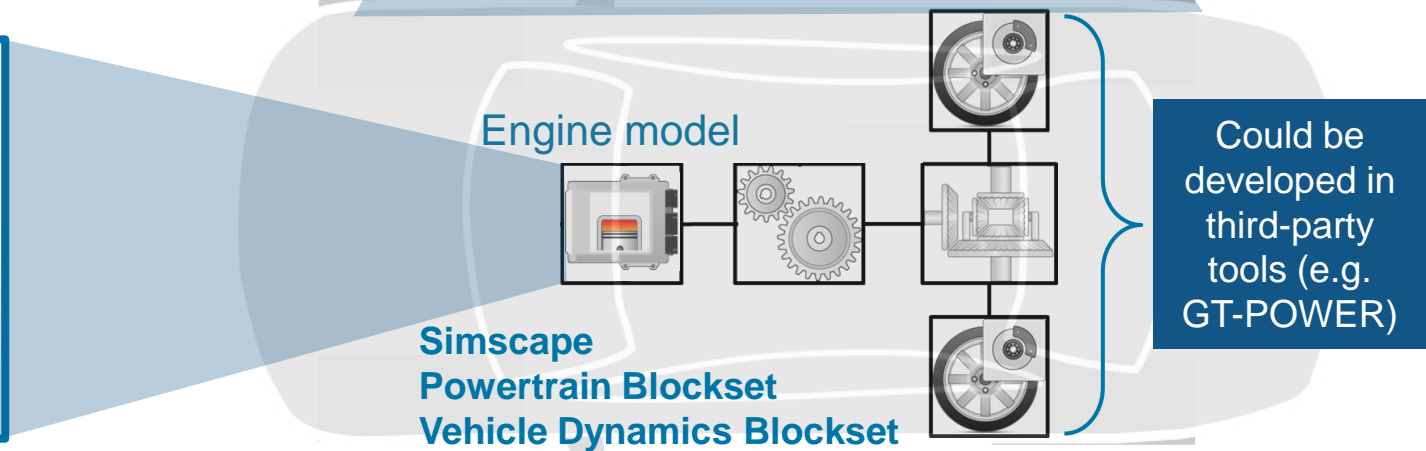 Engine model
Simscape
Powertrain Blockset
Vehicle Dynamics Blockset
Could be
developed in
third-party
tools (e.g.
GT-POWER)